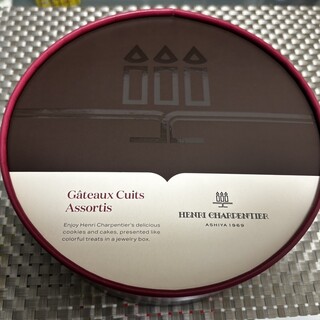 Gâteaux Cuits
Assortis
Enjoy Henri Charpentier's delicious
cookies and cakes, presented like
colorful treats in a jewelry box.
HENRI CHARPENTIER
ASHIYA 1969